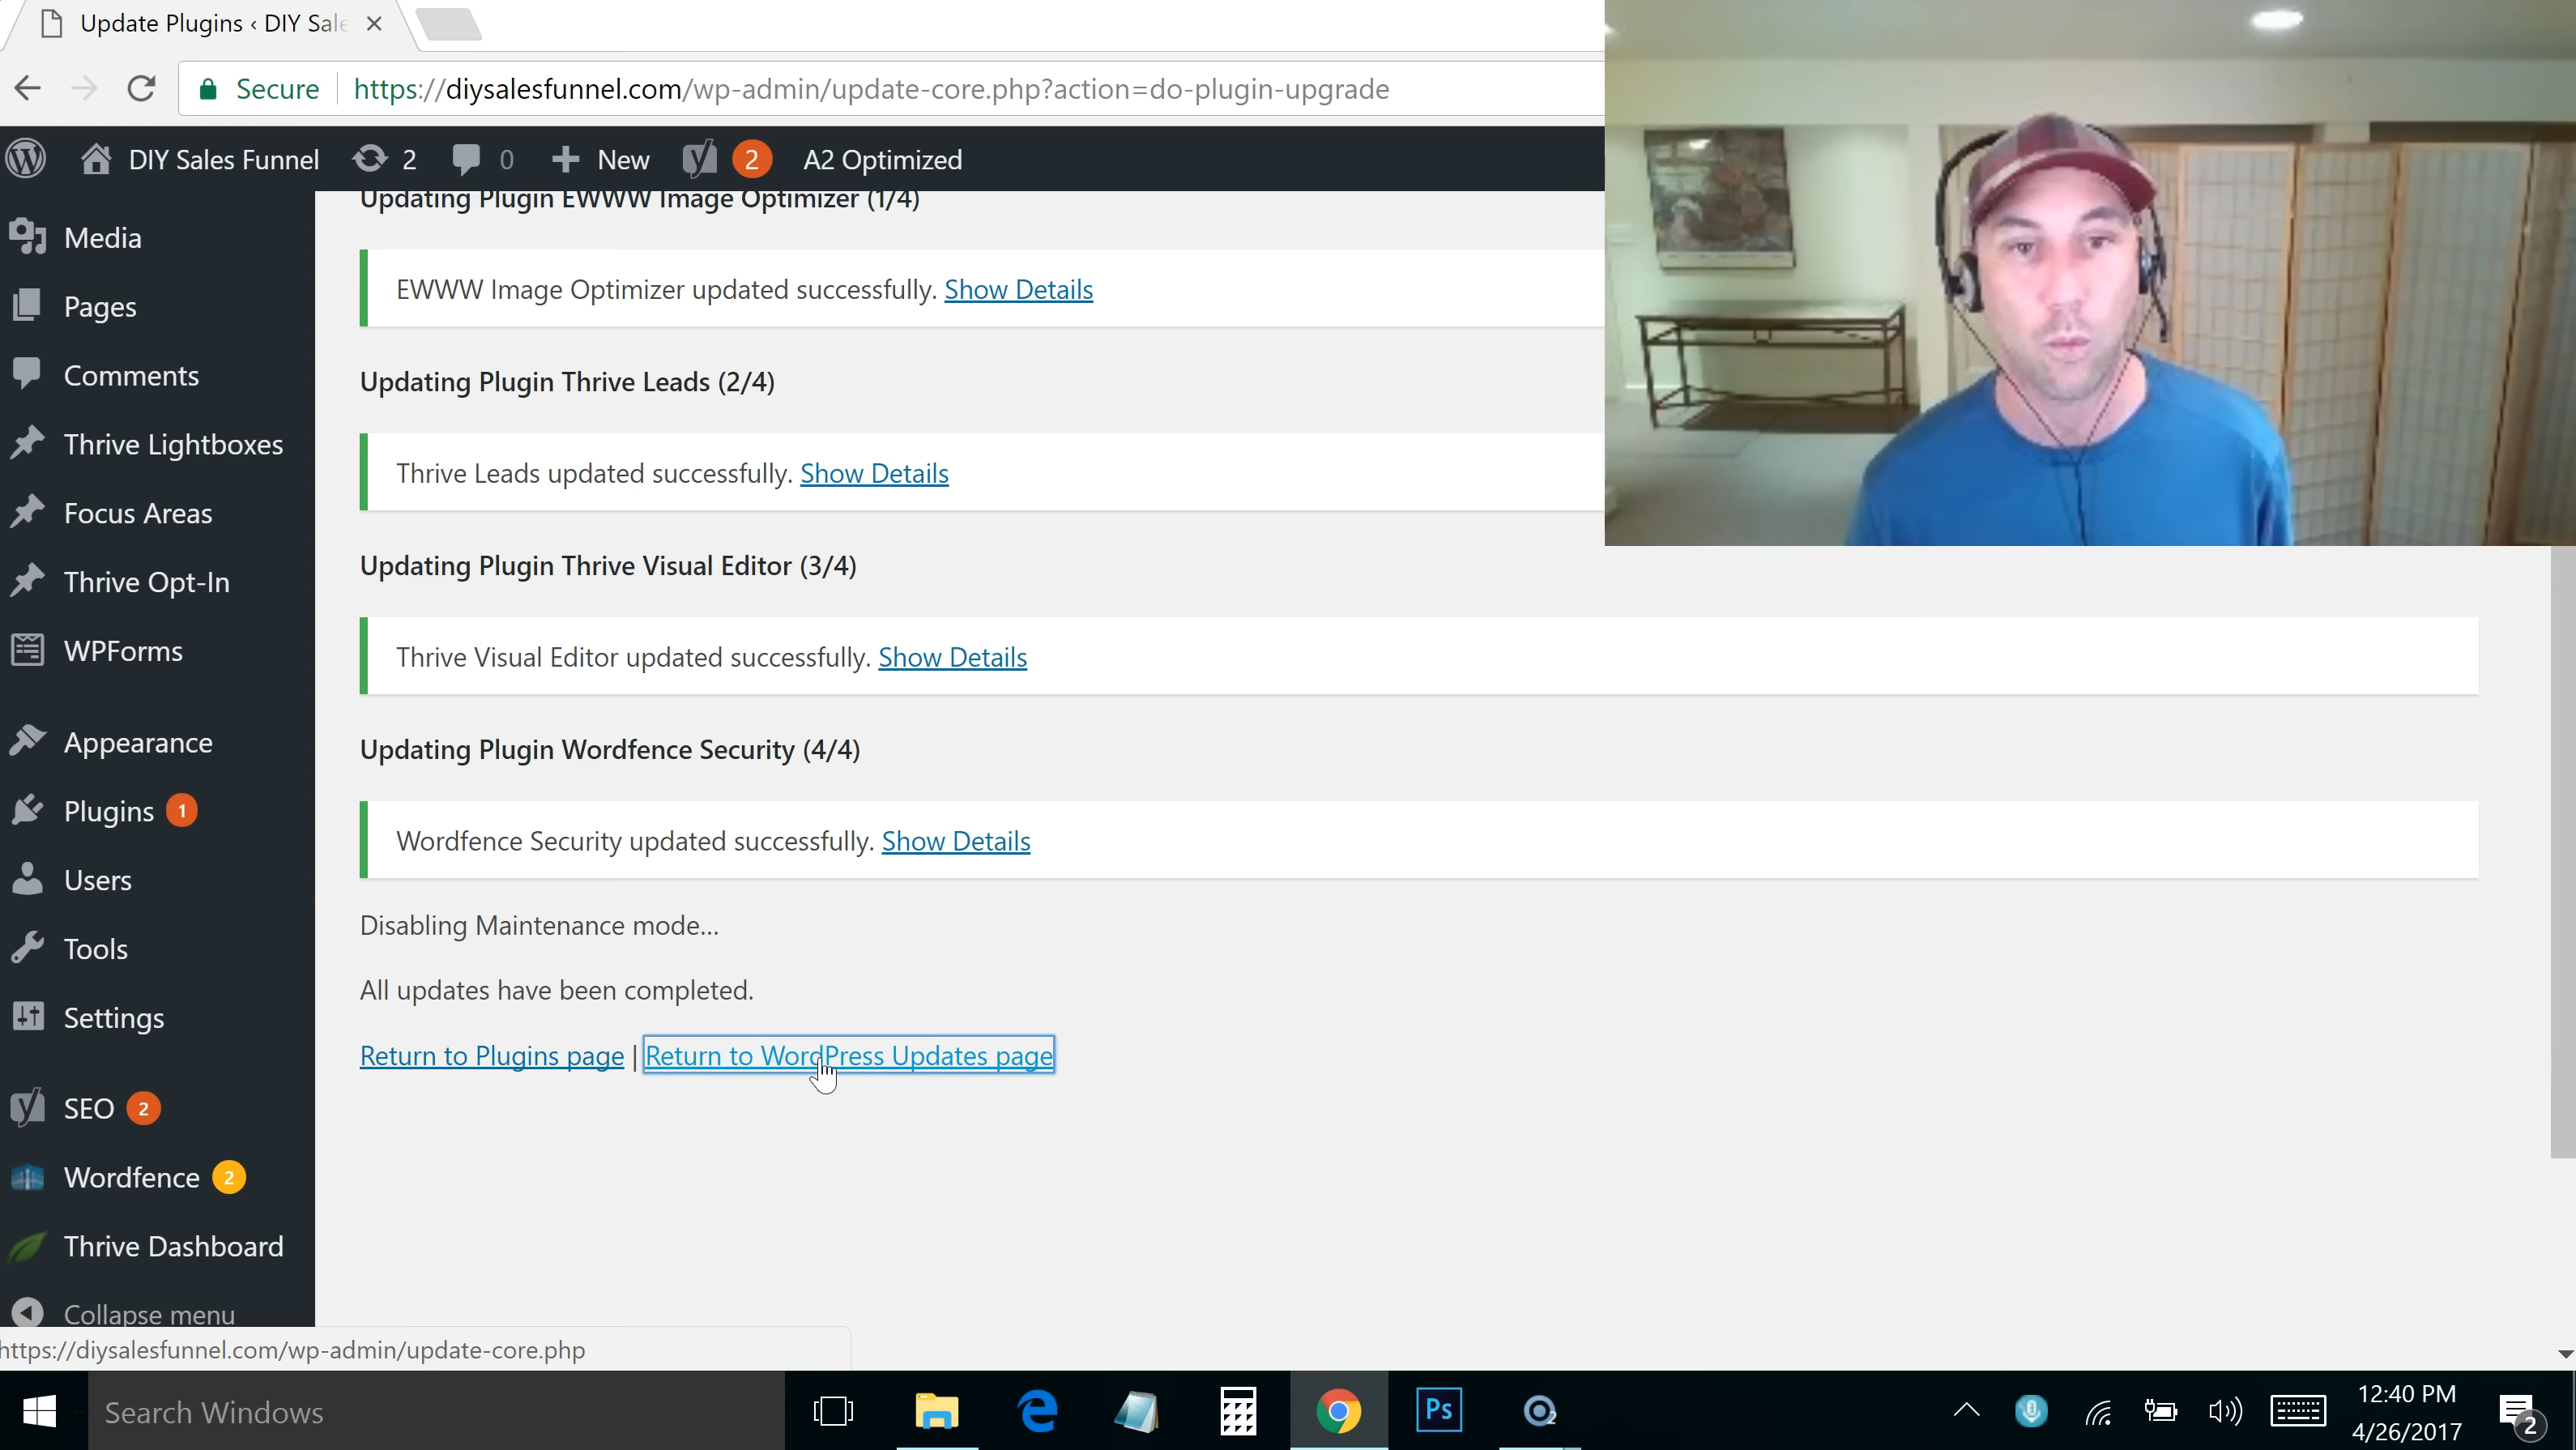 Update Plugins ‹ DIY Sale
Secure
https://diysalesfunnel.com/wp-admin/update-core.php?action=do-plugin-upgrade
DIY Sales Funnel
2
0
New
2
A2 Optimized
Media
Pages
Comments
Thrive Lightboxes
Focus Areas
Thrive Opt-In
WPForms
Appearance
Plugins 1
Users
Tools
Settings
SEO 2
Wordfence 2
Thrive Dashboard
Collapse menu
Updating Plugin EWWW Image Optimizer (1/4)
EWWW Image Optimizer updated successfully. Show Details
Updating Plugin Thrive Leads (2/4)
Thrive Leads updated successfully. Show Details
Updating Plugin Thrive Visual Editor (3/4)
Thrive Visual Editor updated successfully. Show Details
Updating Plugin Wordfence Security (4/4)
Wordfence Security updated successfully. Show Details
Disabling Maintenance mode...
All updates have been completed.
Return to Plugins page | Return to WordPress Updates page
https://diysalesfunnel.com/wp-admin/update-core.php
Search Windows
Ps
12:40 PM
4/26/2017
2